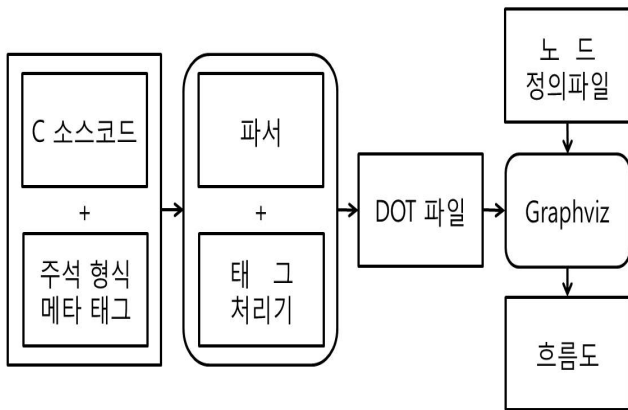 C 소스코드
+
주석 형식
메타 태그
파서
+
태 그
처리기
DOT 파일
노 드
정의파일
Graphviz
흐름도